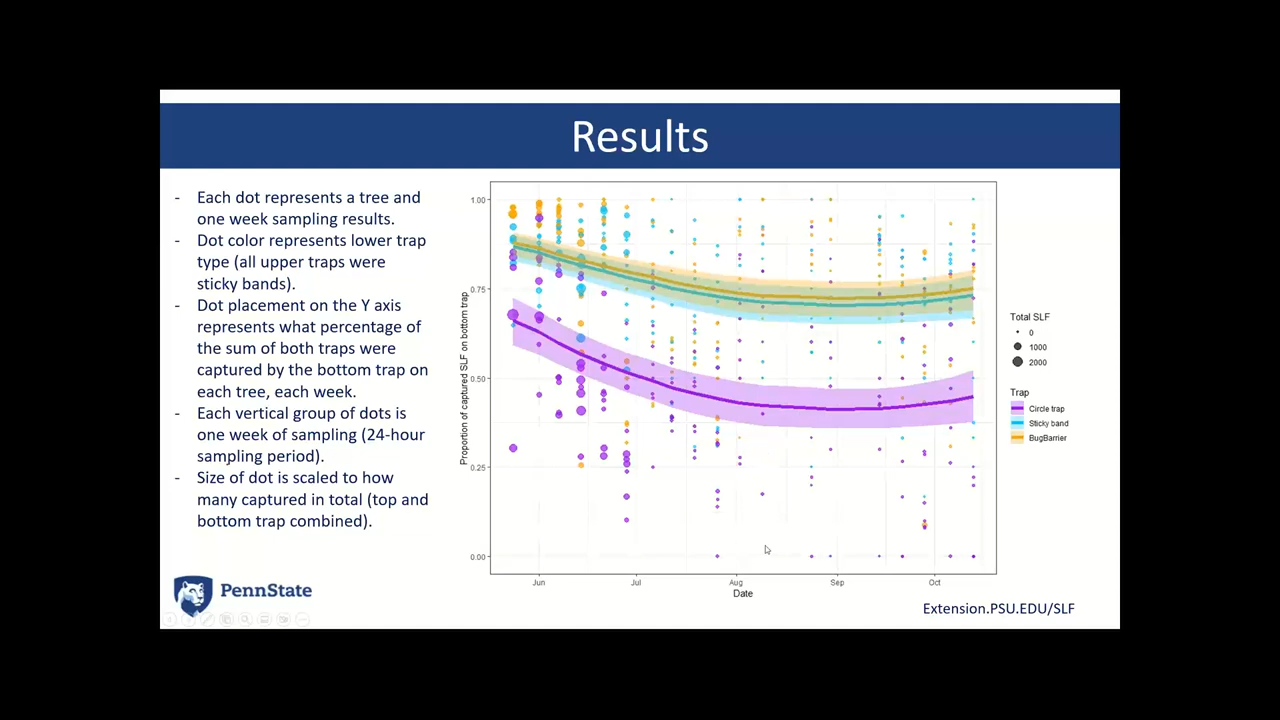 Results
- Each dot represents a tree and
one week sampling results.
- Dot color represents lower trap
type (all upper traps were
sticky bands).
- Dot placement on the Y axis
represents what percentage of
the sum of both traps were
captured by the bottom trap on
each tree, each week.
- Each vertical group of dots is
one week of sampling (24-hour
sampling period).
- Size of dot is scaled to how
many captured in total (top and
bottom trap combined).
PennState
Proportion of captured SLF on bottom trap
1.00
0.75
0.50
0.25
0.00
Jun Jul Aug Sep Oct
Date
Total SLF
0
1000
2000
Trap
Circle trap
Sticky band
BugBarrier
Extension.PSU.EDU/SLF